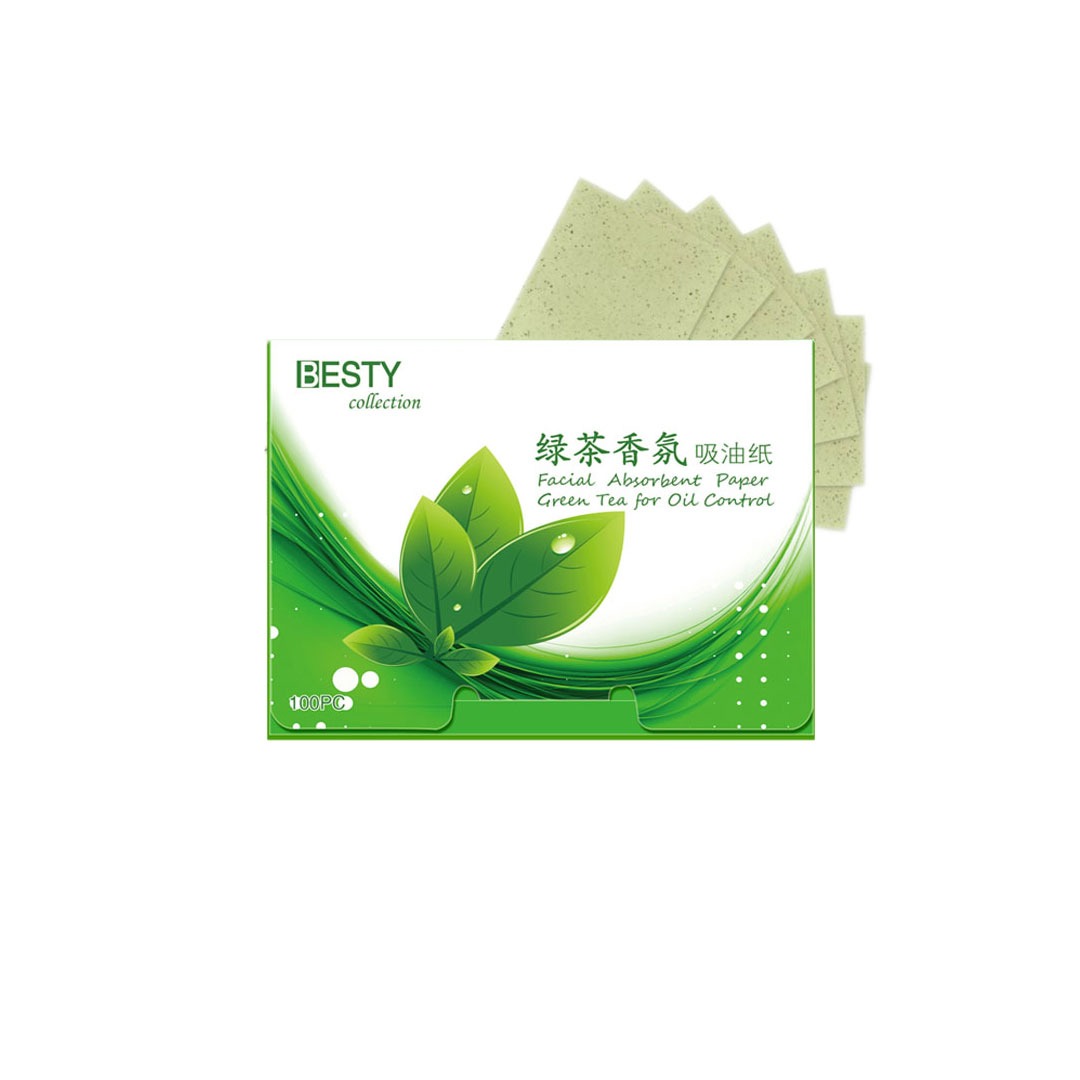 BESTY
collection
绿茶香氛 吸油纸
Facial Absorbent Paper
Green Tea for Oil Control
100PC